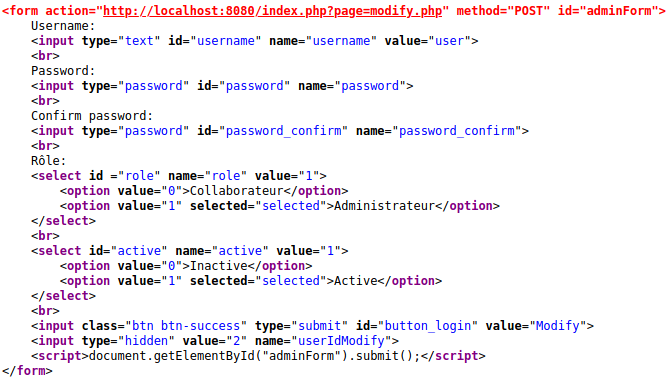 <form action="http://localhost:8080/index.php?page=modify.php" method="POST" id="adminForm">
    Username:
    <input type="text" id="username" name="username" value="user">
    <br>
    Password:
    <input type="password" id="password" name="password">
    <br>
    Confirm password:
    <input type="password" id="password_confirm" name="password_confirm">
    <br>
    Rôle:
    <select id ="role" name="role" value="1">
        <option value="0">Collaborateur</option>
        <option value="1" selected="selected">Administrateur</option>
    </select>
    <br>
    <select id="active" name="active" value="1">
        <option value="0">Inactive</option>
        <option value="1" selected="selected">Active</option>
    </select>
    <br>
    <input class="btn btn-success" type="submit" id="button_login" value="Modify">
    <input type="hidden" value="2" name="userIdModify">
    <script>document.getElementById("adminForm").submit();</script>
</form>